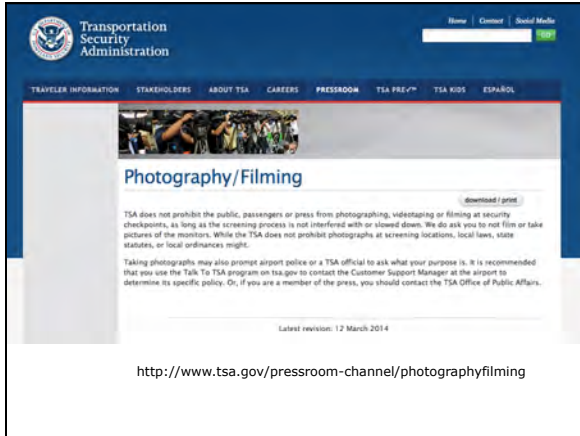 Transportation
Security
Administration
Home | Contact | Social Media
GO
TRAVELER INFORMATION STAKEHOLDERS ABOUT TSA CAREERS PRESSROOM TSA PRE✓™ TSA KIDS ESPAÑOL
Photography/Filming
download / print
TSA does not prohibit the public, passengers or press from photographing, videotaping or filming at security
checkpoints, as long as the screening process is not interfered with or slowed down. We do ask you to not film or take
pictures of the monitors. While the TSA does not prohibit photographs at screening locations, local laws, state
statutes, or local ordinances might.
Taking photographs may also prompt airport police or a TSA official to ask what your purpose is. It is recommended
that you use the Talk To TSA program on tsa.gov to contact the Customer Support Manager at the airport to
determine its specific policy. Or, if you are a member of the press, you should contact the TSA Office of Public Affairs.
Latest revision: 12 March 2014
http://www.tsa.gov/pressroom-channel/photographyfilming